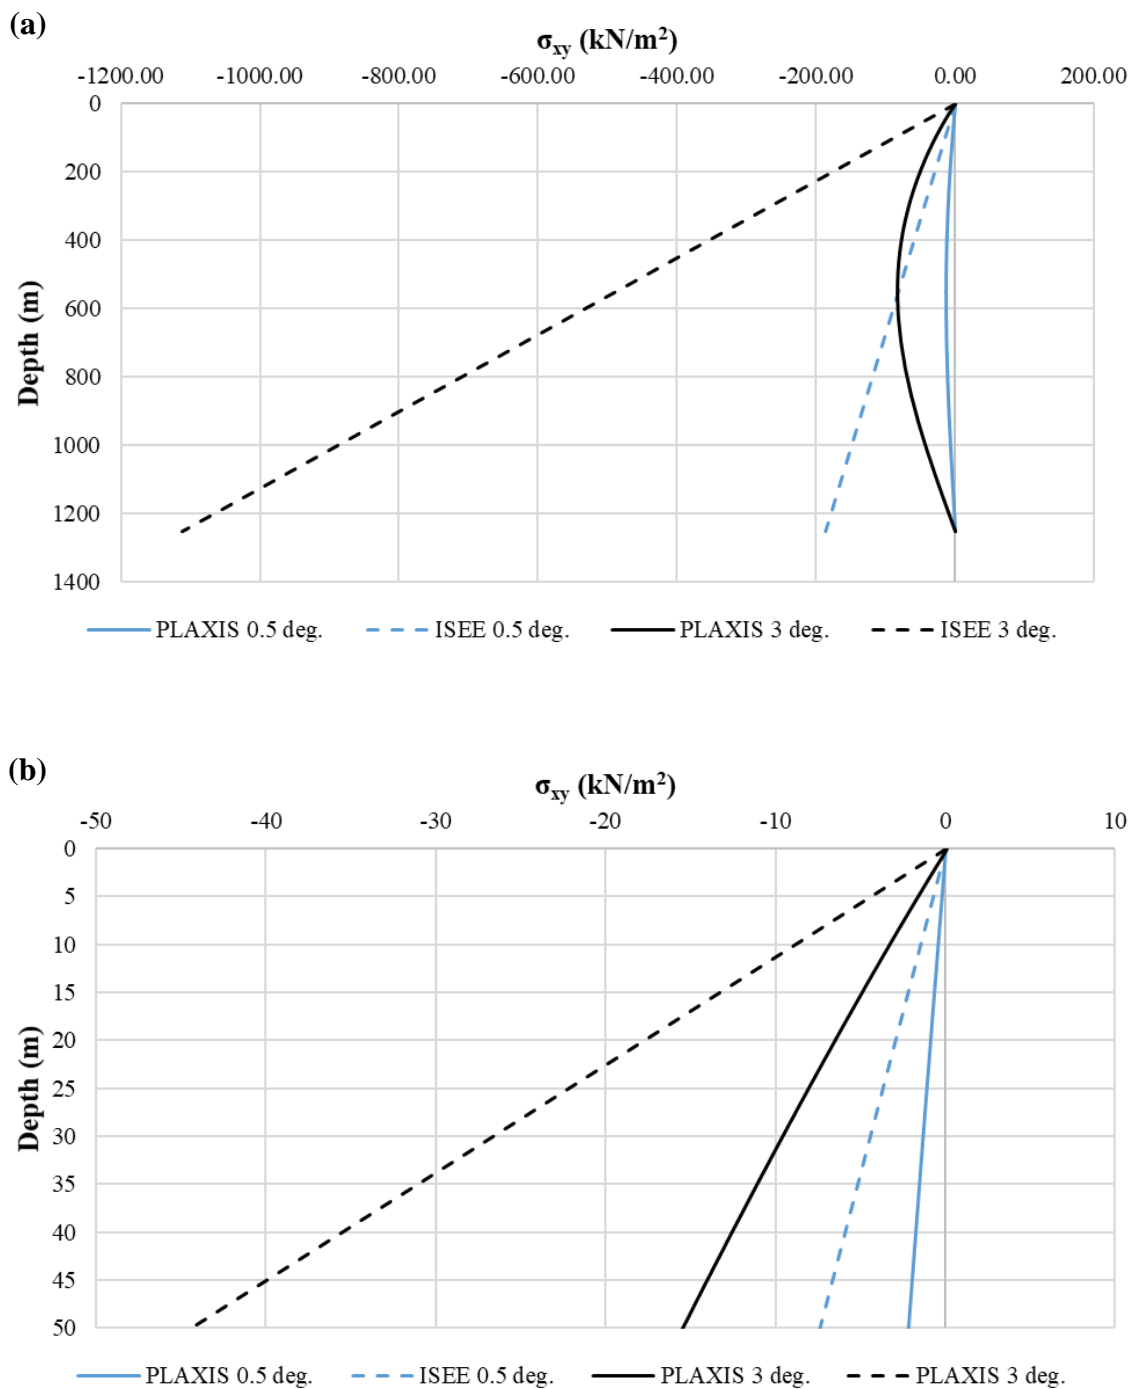 (a)
σxy (kN/m²)
-1200.00 -1000.00 -800.00 -600.00 -400.00 -200.00 0.00 200.00
0
200
400
600
800
1000
1200
1400
Depth (m)
PLAXIS 0.5 deg. ISEE 0.5 deg. PLAXIS 3 deg. ISEE 3 deg.
(b)
σxy (kN/m²)
-50 -40 -30 -20 -10 0 10
0
5
10
15
20
25
30
35
40
45
50
Depth (m)
PLAXIS 0.5 deg. ISEE 0.5 deg. PLAXIS 3 deg. PLAXIS 3 deg.